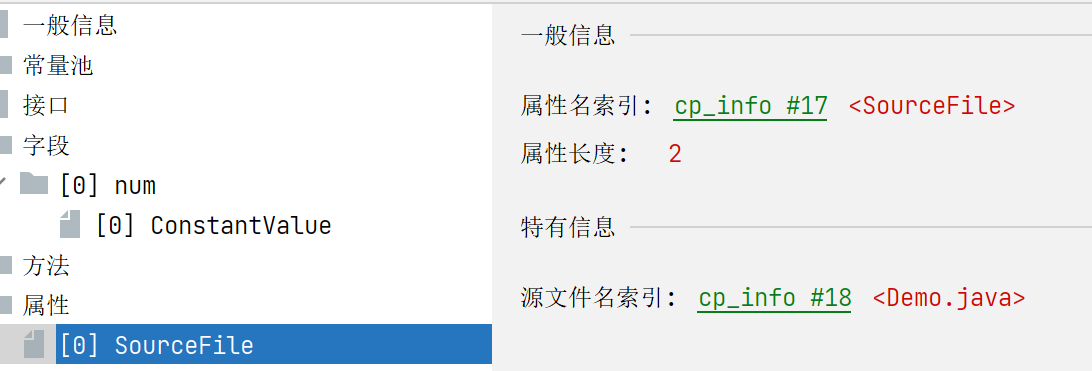 一般信息
常量池
接口
字段
[0] num
[0] ConstantValue
方法
属性
[0] SourceFile
一般信息
属性名索引: cp_info #17 <SourceFile>
属性长度: 2
特有信息
源文件名索引: cp_info #18 <Demo.java>